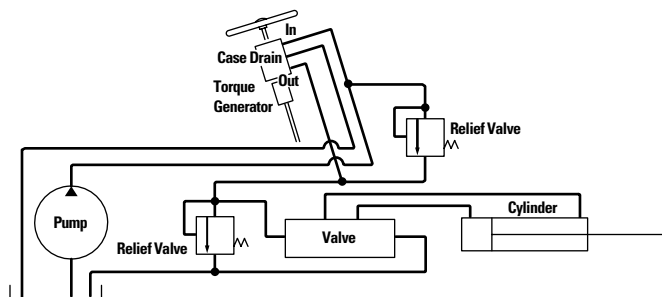 In
Case Drain
Out
Torque
Generator
Relief Valve
Pump
Relief Valve
Valve
Cylinder